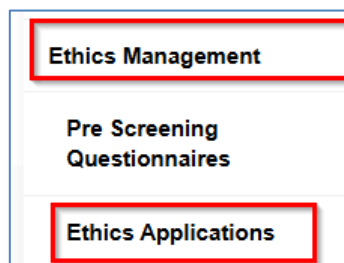 Ethics Management
Pre Screening
Questionnaires
Ethics Applications